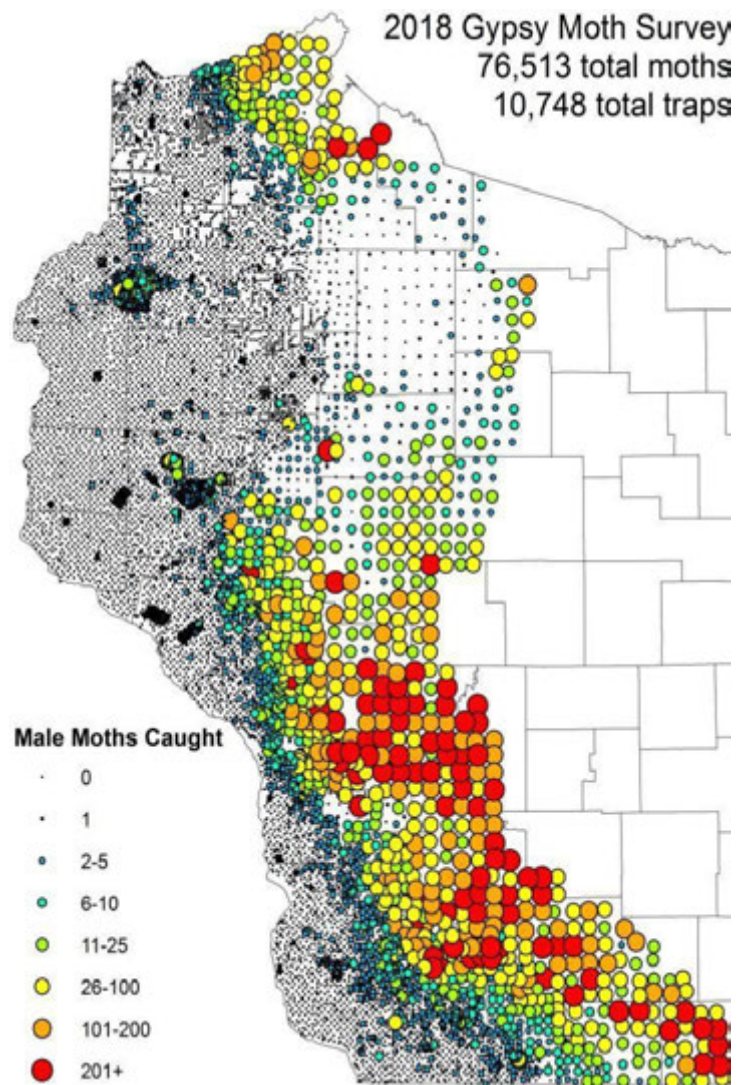 2018 Gypsy Moth Survey
76,513 total moths
10,748 total traps
Male Moths Caught
0
1
2-5
6-10
11-25
26-100
101-200
201+